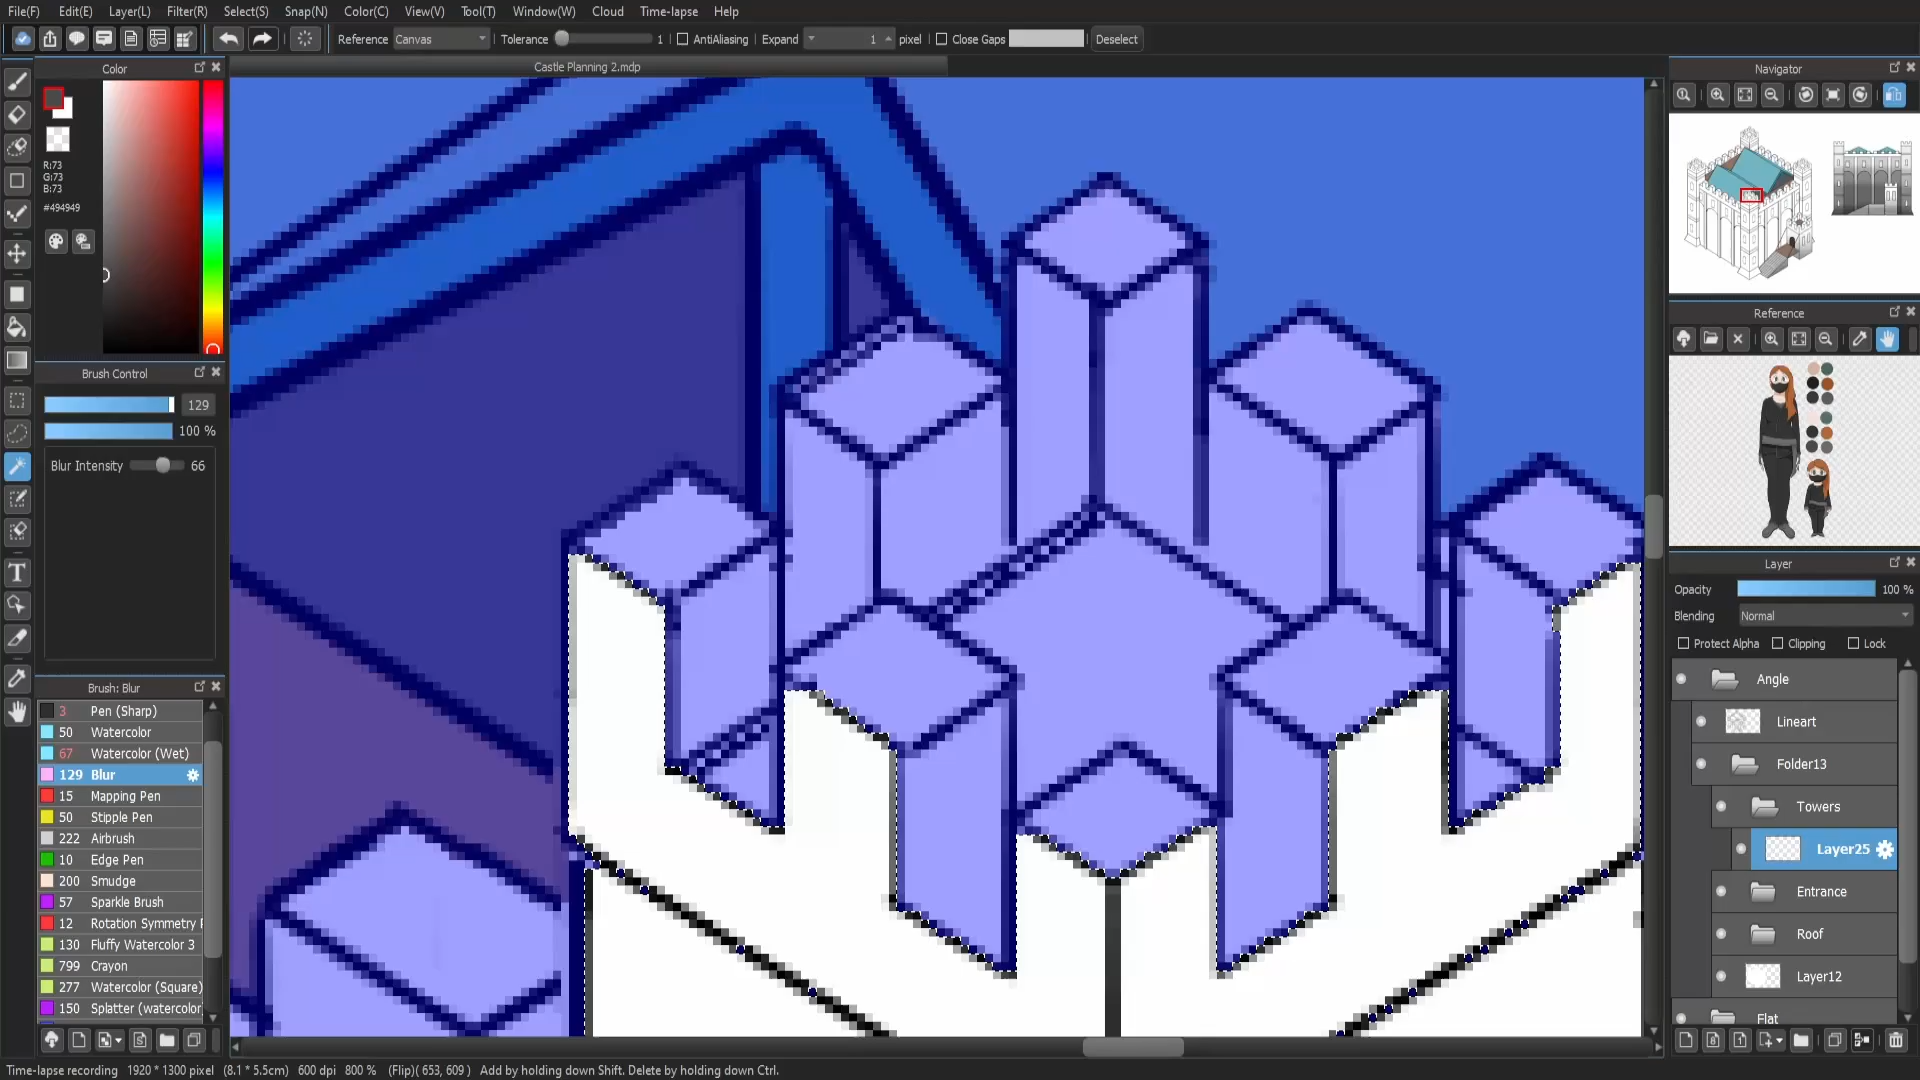 File(F) Edit(E) Layer(L) Filter(R) Select(S) Snap(N) Color(C) View(V) Tool(T) Window(W) Cloud Time-lapse Help
Reference Canvas Tolerance 1 AntiAliasing Expand 1 pixel Close Gaps Deselect
Castle Planning 2.mdp
Color
R:73
G:73
B:73
#494949
Brush Control
129
100 %
Blur Intensity 66
Brush: Blur
3 Pen (Sharp)
50 Watercolor
67 Watercolor (Wet)
129 Blur
15 Mapping Pen
50 Stipple Pen
222 Airbrush
10 Edge Pen
200 Smudge
57 Sparkle Brush
12 Rotation Symmetry
130 Fluffy Watercolor 3
799 Crayon
277 Watercolor (Square)
150 Splatter (watercolor
Navigator
Reference
Layer
Opacity 100 %
Blending Normal
Protect Alpha Clipping Lock
Angle
Lineart
Folder13
Towers
Layer25
Entrance
Roof
Layer12
Flat
Time-lapse recording 1920 * 1300 pixel (8.1 * 5.5cm) 600 dpi 800 % (Flip)( 653, 609 ) Add by holding down Shift. Delete by holding down Ctrl.